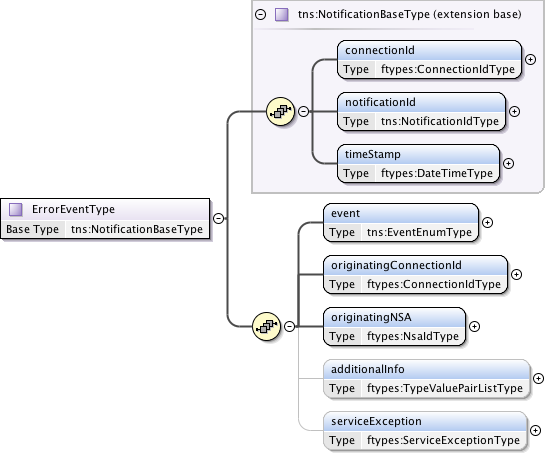 tns:NotificationBaseType (extension base)
connectionId
Type ftypes:ConnectionIdType
notificationId
Type tns:NotificationIdType
timeStamp
Type ftypes:DateTimeType
ErrorEventType
Base Type tns:NotificationBaseType
event
Type tns:EventEnumType
originatingConnectionId
Type ftypes:ConnectionIdType
originatingNSA
Type ftypes:NsaIdType
additionalInfo
Type ftypes:TypeValuePairListType
serviceException
Type ftypes:ServiceExceptionType